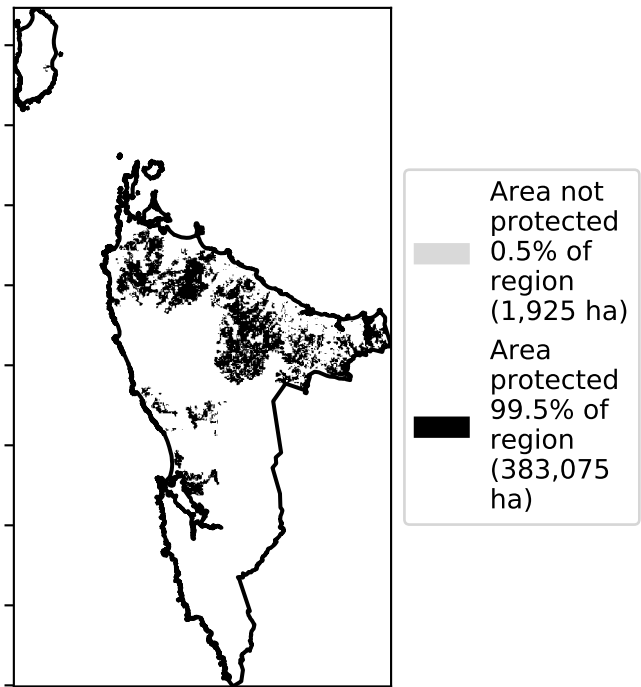 Area not
protected
0.5% of
region
(1,925 ha)
Area
protected
99.5% of
region
(383,075
ha)